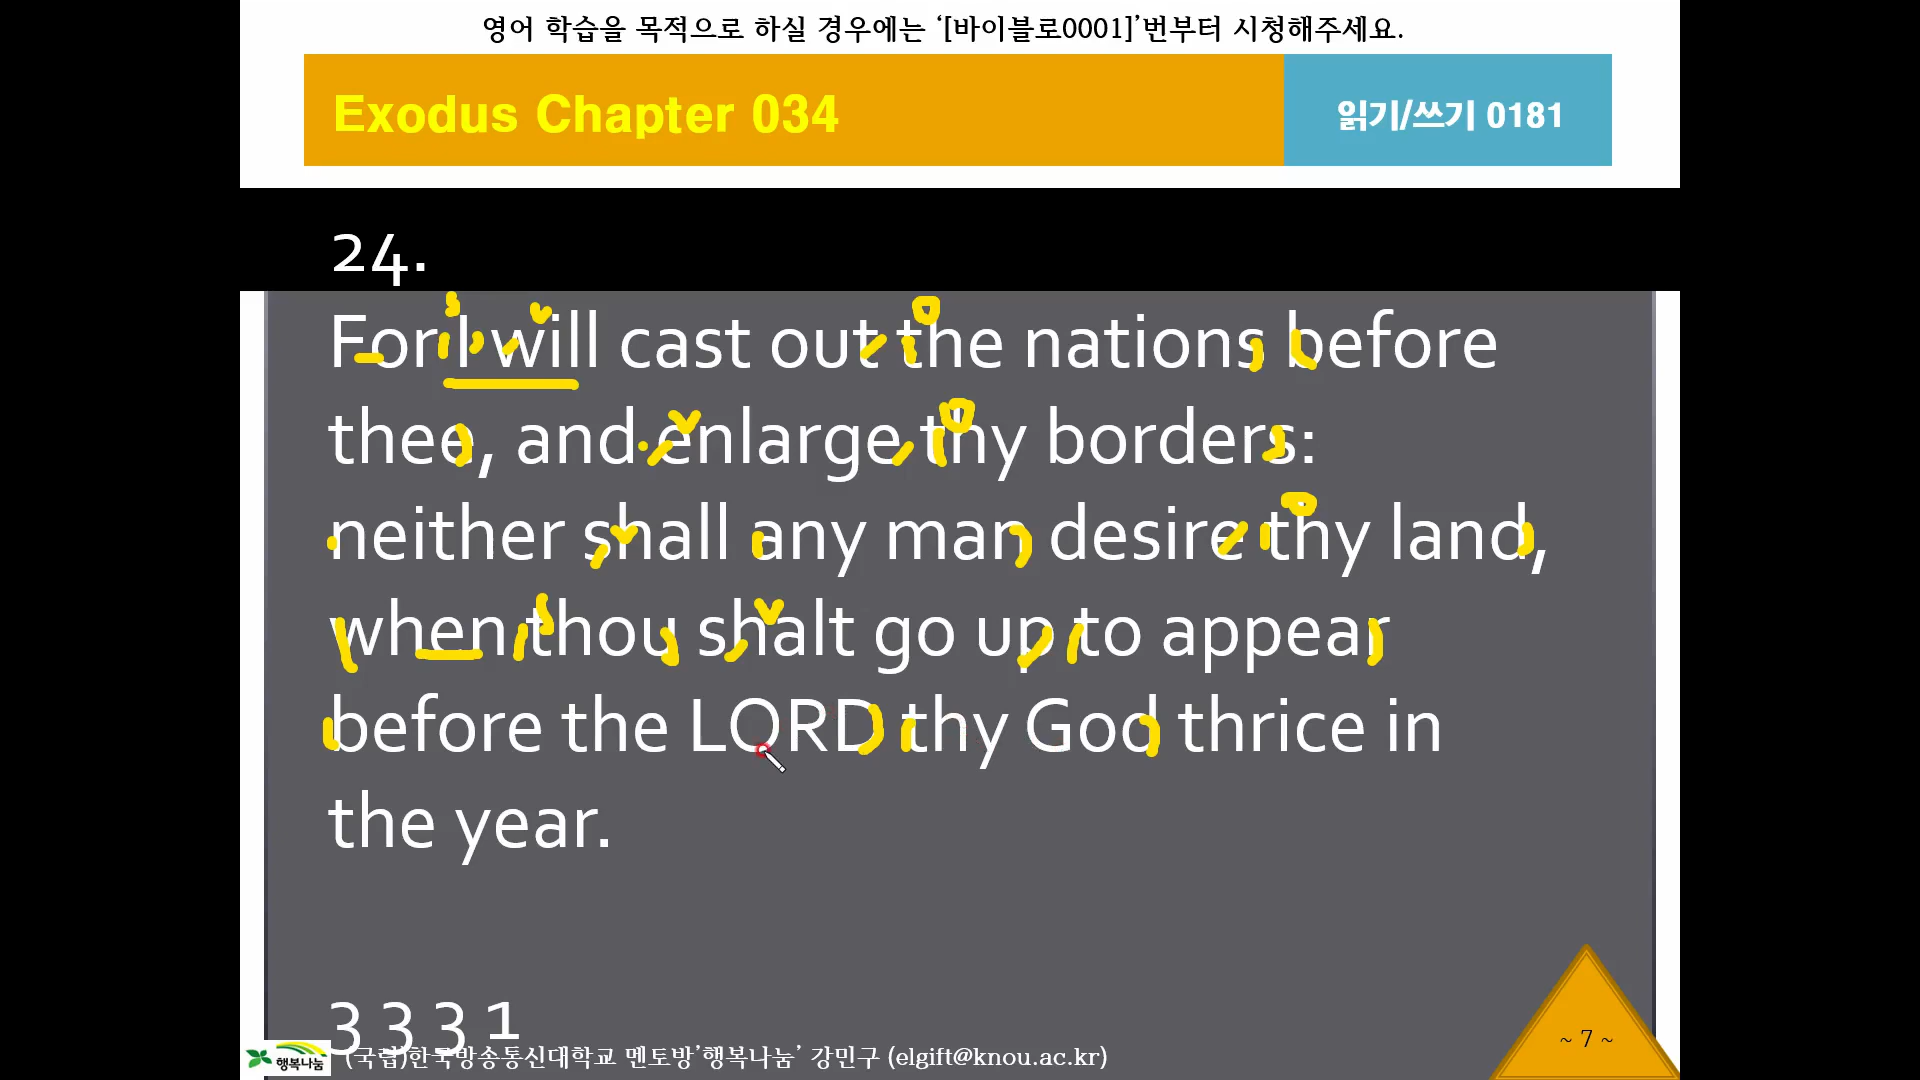 영어 학습을 목적으로 하실 경우에는 ‘[바이블로0001]’번부터 시청해주세요.
Exodus Chapter 034
읽기/쓰기 0181
24.
For I will cast out the nations before
thee, and enlarge thy borders:
neither shall any man desire thy land,
when thou shalt go up to appear
before the LORD thy God thrice in
the year.
3 3 3 1
행복나눔
(국립)한국방송통신대학교 멘토방’행복나눔’ 강민구 (elgift@knou.ac.kr)
~ 7 ~